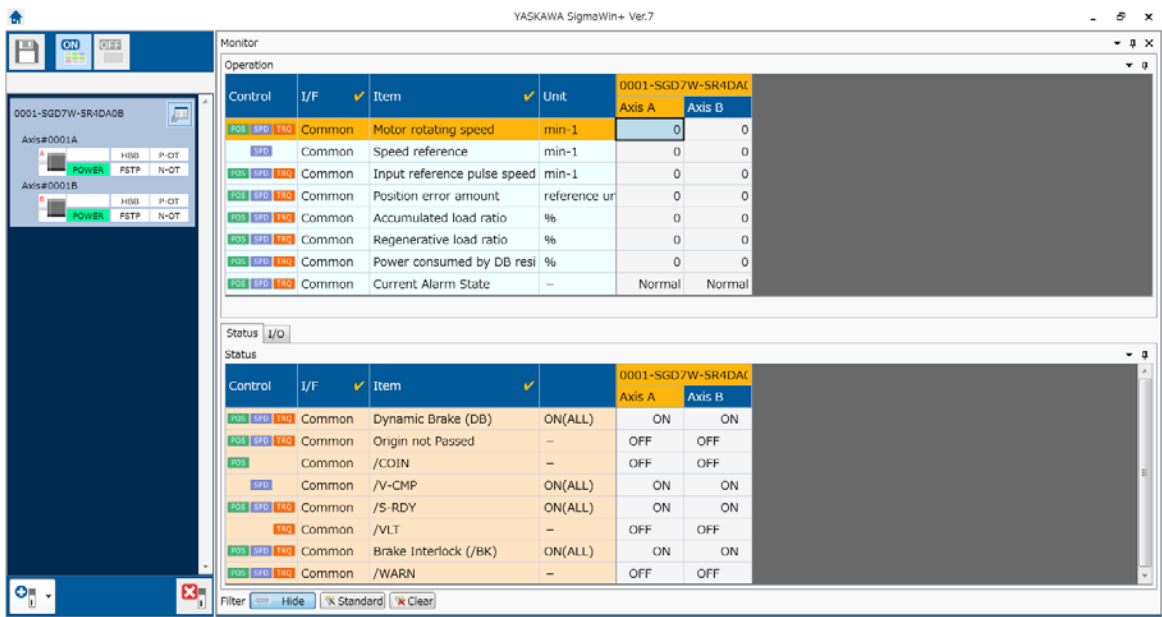 YASKAWA SigmaWin+ Ver.7
ON OFF
Monitor
Operation
Control I/F Item Unit 0001-SGD7W-5R4DA(
Axis A Axis B
POS SPD TRQ Common Motor rotating speed min-1 0 0
SPD Common Speed reference min-1 0 0
POS SPD TRQ Common Input reference pulse speed min-1 0 0
POS SPD TRQ Common Position error amount reference ur 0 0
POS SPD TRQ Common Accumulated load ratio % 0 0
POS SPD TRQ Common Regenerative load ratio % 0 0
POS SPD TRQ Common Power consumed by DB resi % 0 0
POS SPD TRQ Common Current Alarm State – Normal Normal
0001-SGD7W-5R4DA0B
Axis#0001A
A HBB P-OT
POWER FSTP N-OT
Axis#0001B
B HBB P-OT
POWER FSTP N-OT
Status I/O
Status
Control I/F Item 0001-SGD7W-5R4DA(
Axis A Axis B
POS SPD TRQ Common Dynamic Brake (DB) ON(ALL) ON ON
POS SPD TRQ Common Origin not Passed – OFF OFF
POS Common /COIN – OFF OFF
SPD Common /V-CMP ON(ALL) ON ON
POS SPD TRQ Common /S-RDY ON(ALL) ON ON
TRQ Common /VLT – OFF OFF
POS SPD TRQ Common Brake Interlock (/BK) ON(ALL) ON ON
POS SPD TRQ Common /WARN – OFF OFF
Filter Hide Standard Clear